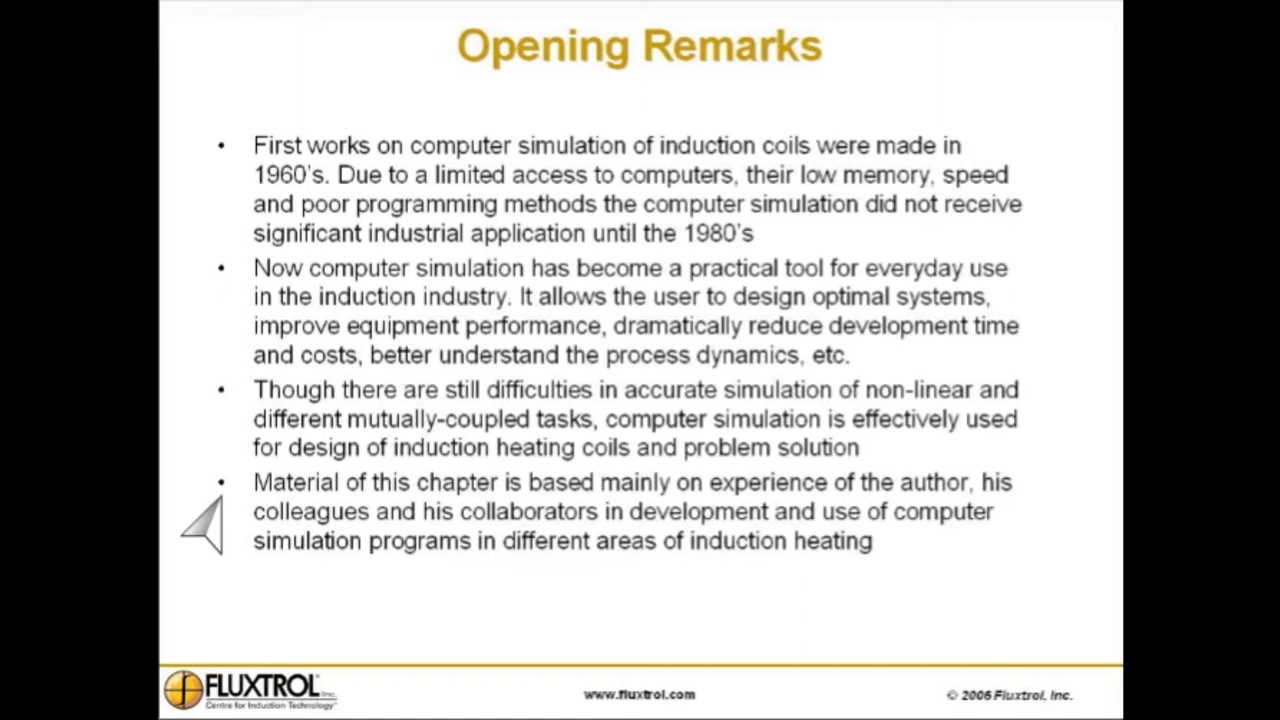 Opening Remarks
• First works on computer simulation of induction coils were made in
1960's. Due to a limited access to computers, their low memory, speed
and poor programming methods the computer simulation did not receive
significant industrial application until the 1980's
• Now computer simulation has become a practical tool for everyday use
in the induction industry. It allows the user to design optimal systems,
improve equipment performance, dramatically reduce development time
and costs, better understand the process dynamics, etc.
• Though there are still difficulties in accurate simulation of non-linear and
different mutually-coupled tasks, computer simulation is effectively used
for design of induction heating coils and problem solution
• Material of this chapter is based mainly on experience of the author, his
colleagues and his collaborators in development and use of computer
simulation programs in different areas of induction heating
FLUXTROL Inc.
Centre for Induction Technology
www.fluxtrol.com
© 2006 Fluxtrol, Inc.